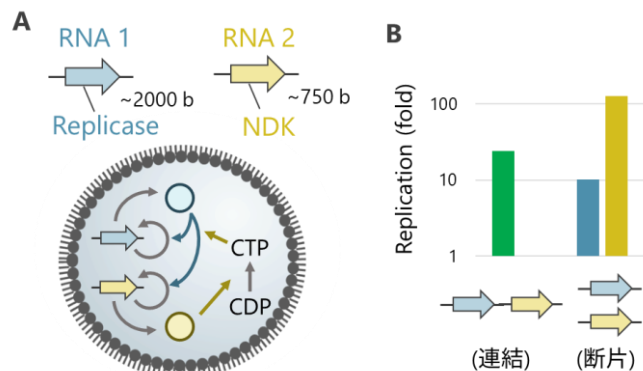 A
RNA 1
RNA 2
~2000 b
~750 b
Replicase
NDK
CTP
CDP
B
Replication (fold)
100
10
1
(連結)
(断片)